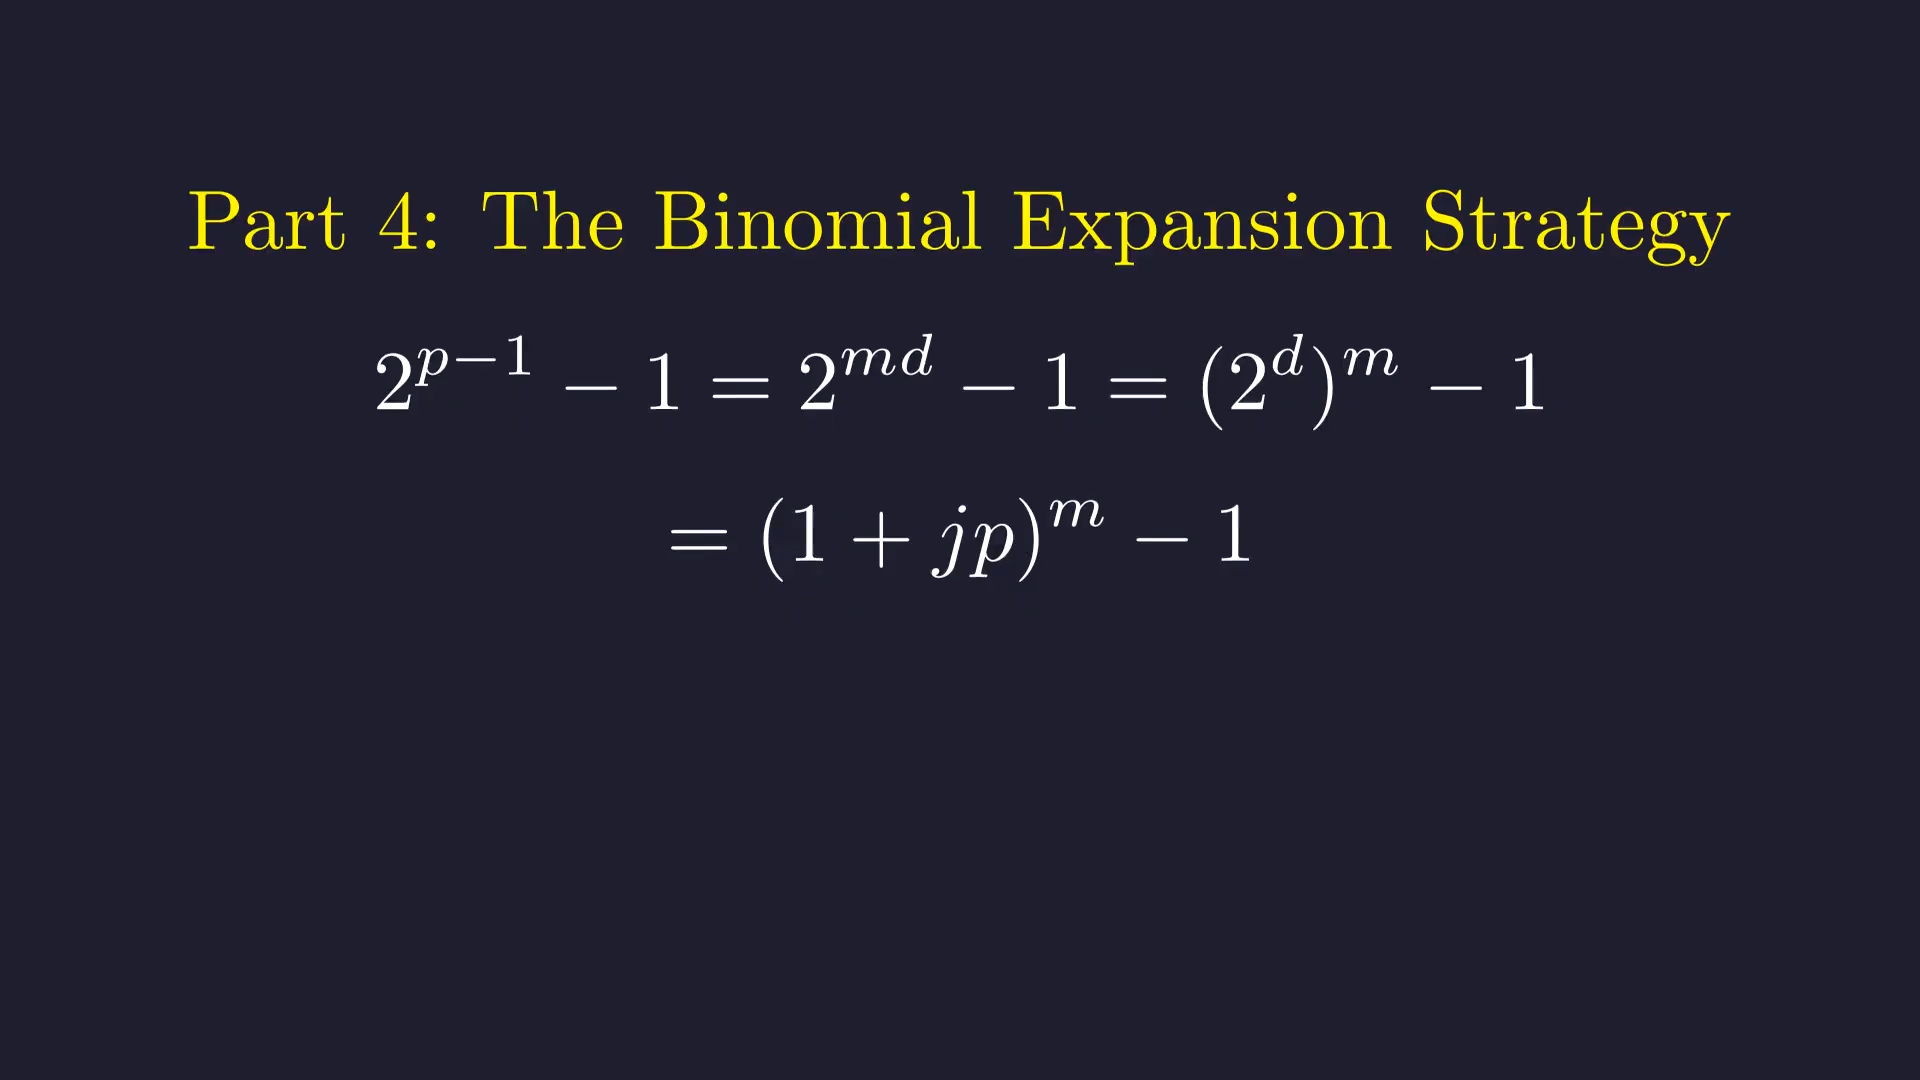 Part 4: The Binomial Expansion Strategy
$2^{p-1} - 1 = 2^{md} - 1 = (2^d)^m - 1$
$= (1 + jp)^m - 1$